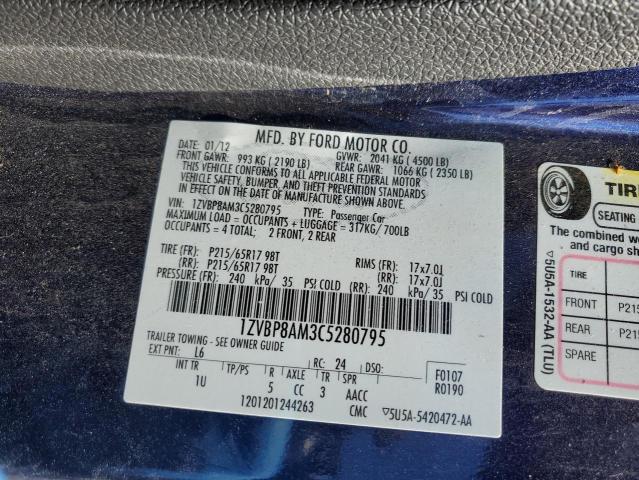 MFD. BY FORD MOTOR CO.
DATE: 01/12 GVWR: 2041 KG ( 4500 LB)
FRONT GAWR: 993 KG ( 2190 LB) REAR GAWR: 1066 KG ( 2350 LB)
THIS VEHICLE CONFORMS TO ALL APPLICABLE FEDERAL MOTOR
VEHICLE SAFETY, BUMPER, AND THEFT PREVENTION STANDARDS
IN EFFECT ON THE DATE OF MANUFACTURE SHOWN ABOVE.
VIN: 1ZVBP8AM3C5280795 TYPE: Passenger Car
MAXIMUM LOAD = OCCUPANTS + LUGGAGE = 317KG/700LB
OCCUPANTS = 4 TOTAL; 2 FRONT, 2 REAR
TIRE (FR): P215/65R17 98T RIMS (FR): 17x7.0J
(RR): P215/65R17 98T (RR): 17x7.0J
PRESSURE (FR): 240 kPa/ 35 PSI COLD (RR): 240 kPa/ 35 PSI COLD
1ZVBP8AM3C5280795
TRAILER TOWING - SEE OWNER GUIDE
EXT PNT: L6 RC: 24 DSO:
INT TR TP/PS R AXLE TR SPR F0107
1U 5 CC 3 AACC R0190
1201201244263 CMC ▽5U5A-5420472-AA
TIR
SEATING
The combined w
and cargo sh
TIRE
FRONT P215
REAR P215
SPARE
▽5U5A-1532-AA (TLU)